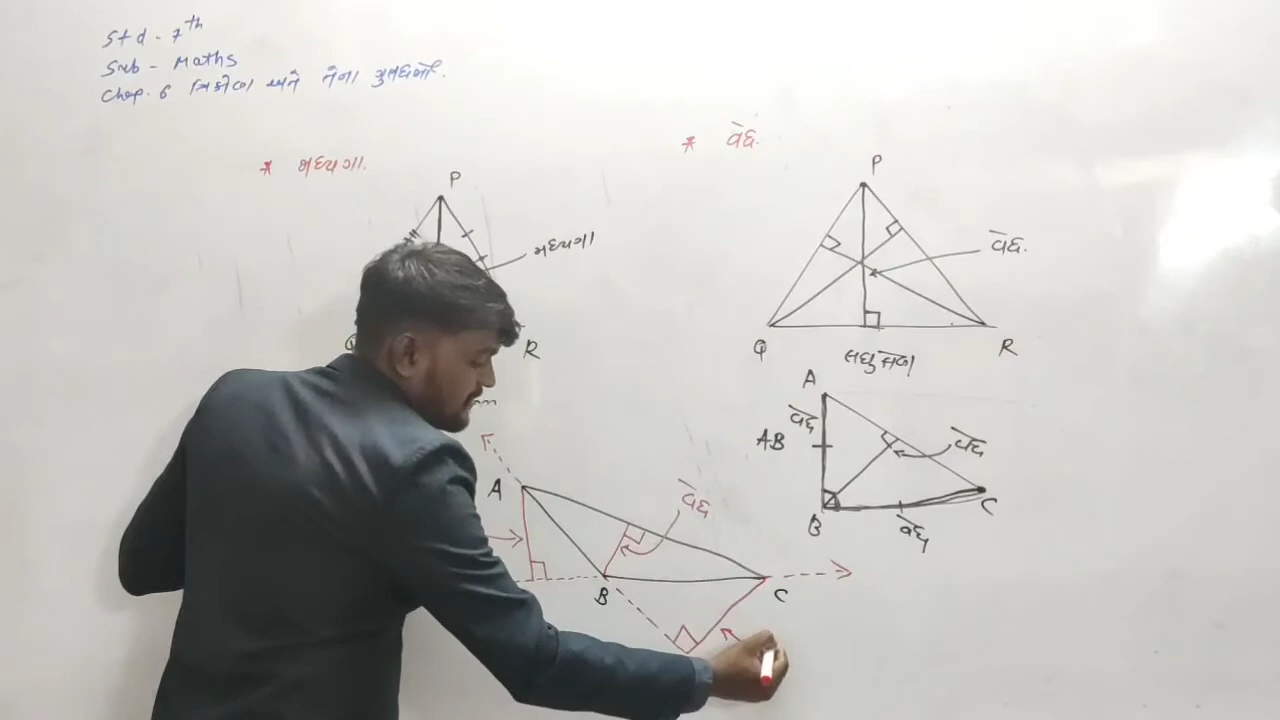 Std - 7th
Sub - Maths
Chap. 6 ત્રિકોણ અને તેના ગુણધર્મો.
* મધ્યગા.
* વેધ.
P
મધ્યગા
Q
R
P
વેધ.
Q
લઘુકોણ
R
A
વેધ
AB
વેધ
B
વેધ
C
A
વેધ
B
C